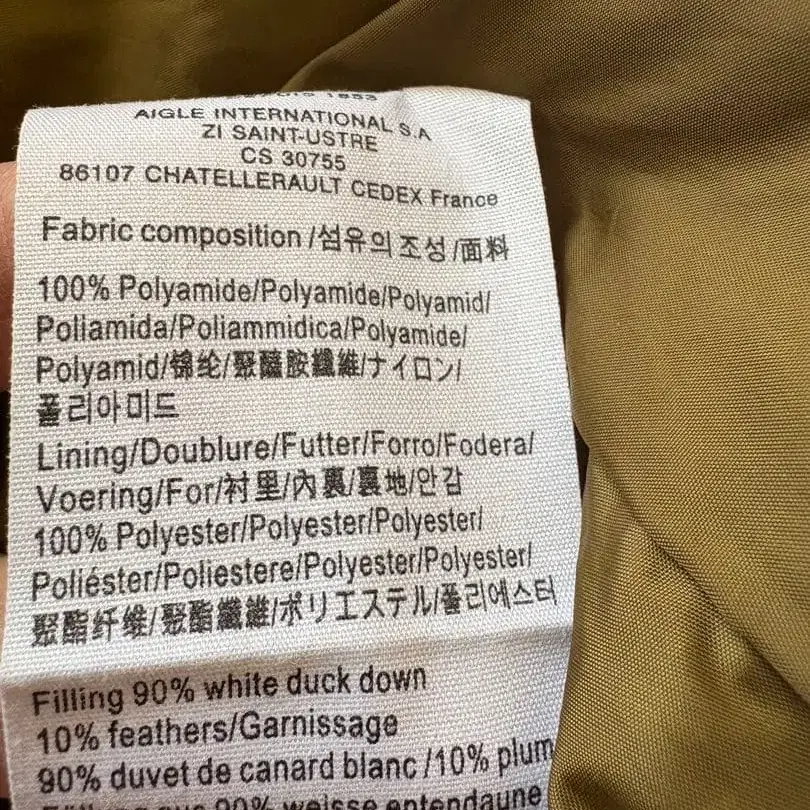 1853
AIGLE INTERNATIONAL S.A
ZI SAINT-USTRE
CS 30755
86107 CHATELLERAULT CEDEX France
Fabric composition/섬유의 조성/面料
100% Polyamide/Polyamide/Polyamid/
Poliamida/Poliammidica/Polyamide/
Polyamid/锦纶/聚醯胺纖維/ナイロン/
폴리아미드
Lining/Doublure/Futter/Forro/Fodera/
Voering/For/衬里/內裏/裏地/안감
100% Polyester/Polyester/Polyester/
Poliéster/Poliestere/Polyester/Polyester/
聚酯纤维/聚酯纖維/ポリエステル/폴리에스터
Filling 90% white duck down
10% feathers/Garnissage
90% duvet de canard blanc /10% plum
90% weisse entendaune